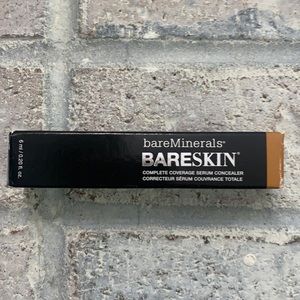 bareMinerals®
BARESKIN®
COMPLETE COVERAGE SERUM CONCEALER
CORRECTEUR SÉRUM COUVRANCE TOTALE
6 ml / 0.20 fl. oz.